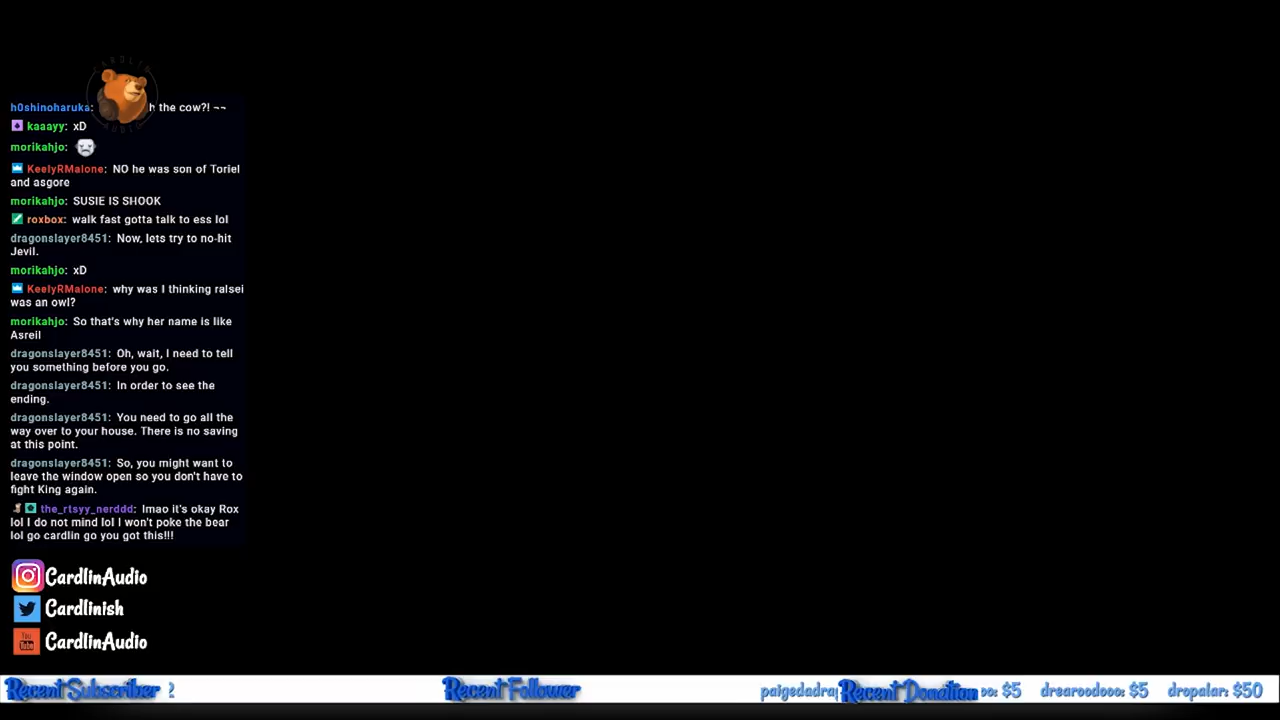 h0shinoharuka: h the cow?! ~~
kaaayy: xD
morikahjo:
KeelyRMalone: NO he was son of Toriel
and asgore
morikahjo: SUSIE IS SHOOK
roxbox: walk fast gotta talk to ess lol
dragonslayer8451: Now, lets try to no-hit
Jevil.
morikahjo: xD
KeelyRMalone: why was I thinking ralsei
was an owl?
morikahjo: So that's why her name is like
Asreil
dragonslayer8451: Oh, wait, I need to tell
you something before you go.
dragonslayer8451: In order to see the
ending.
dragonslayer8451: You need to go all the
way over to your house. There is no saving
at this point.
dragonslayer8451: So, you might want to
leave the window open so you don't have to
fight King again.
the_rtsyy_nerddd: lmao it's okay Rox
lol I do not mind lol I won't poke the bear
lol go cardlin go you got this!!!
CardlinAudio
Cardlinish
You Tube CardlinAudio
Recent Subscriber 2 Recent Follower paigedadra Recent Donation oo: $5 drearoodooo: $5 dropalar: $50